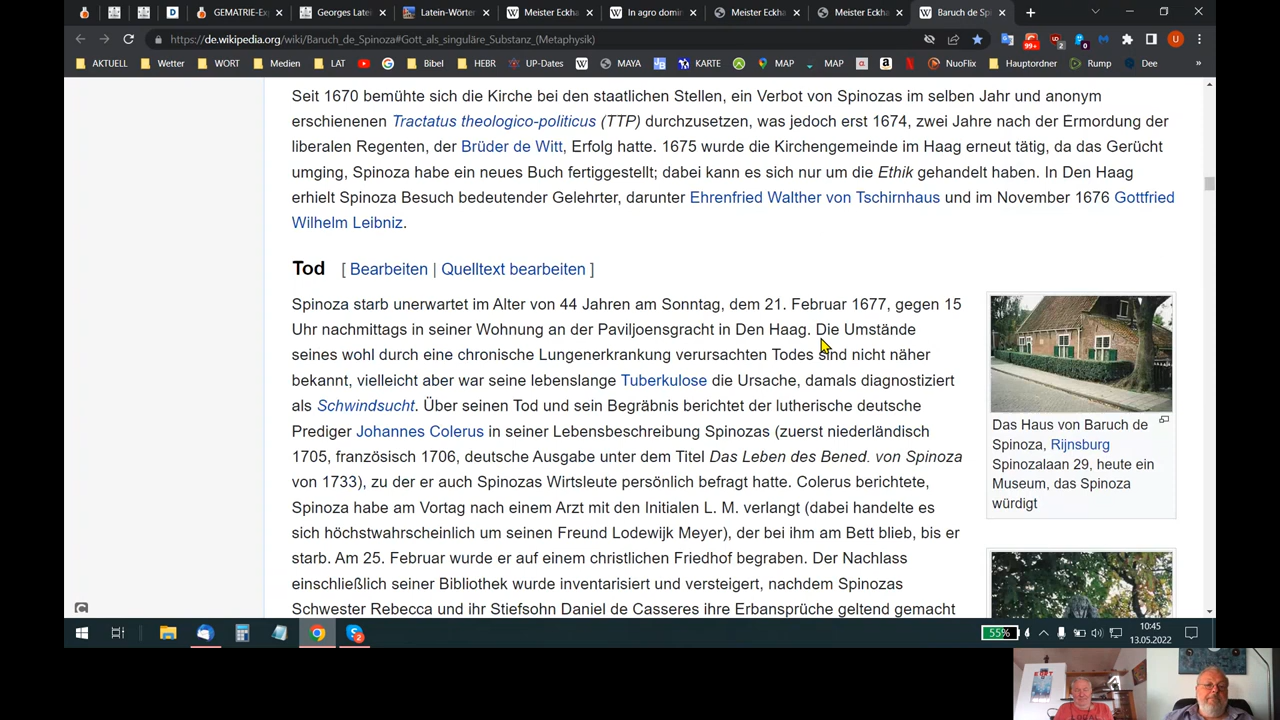 GEMATRIE-Ex
Georges Latei
Latein-Wörter
Meister Eckha
In agro domin
Meister Eckha
Meister Eckha
Baruch de Spi
https://de.wikipedia.org/wiki/Baruch_de_Spinoza#Gott_als_singuläre_Substanz_(Metaphysik)
AKTUELL Wetter WORT Medien LAT Bibel HEBR UP-Dates MAYA KARTE MAP MAP NuoFlix Hauptordner Rump Dee »
Seit 1670 bemühte sich die Kirche bei den staatlichen Stellen, ein Verbot von Spinozas im selben Jahr und anonym
erschienenen Tractatus theologico-politicus (TTP) durchzusetzen, was jedoch erst 1674, zwei Jahre nach der Ermordung der
liberalen Regenten, der Brüder de Witt, Erfolg hatte. 1675 wurde die Kirchengemeinde im Haag erneut tätig, da das Gerücht
umging, Spinoza habe ein neues Buch fertiggestellt; dabei kann es sich nur um die Ethik gehandelt haben. In Den Haag
erhielt Spinoza Besuch bedeutender Gelehrter, darunter Ehrenfried Walther von Tschirnhaus und im November 1676 Gottfried
Wilhelm Leibniz.
Tod [ Bearbeiten | Quelltext bearbeiten ]
Spinoza starb unerwartet im Alter von 44 Jahren am Sonntag, dem 21. Februar 1677, gegen 15
Uhr nachmittags in seiner Wohnung an der Paviljoensgracht in Den Haag. Die Umstände
seines wohl durch eine chronische Lungenerkrankung verursachten Todes sind nicht näher
bekannt, vielleicht aber war seine lebenslange Tuberkulose die Ursache, damals diagnostiziert
als Schwindsucht. Über seinen Tod und sein Begräbnis berichtet der lutherische deutsche
Prediger Johannes Colerus in seiner Lebensbeschreibung Spinozas (zuerst niederländisch
1705, französisch 1706, deutsche Ausgabe unter dem Titel Das Leben des Bened. von Spinoza
von 1733), zu der er auch Spinozas Wirtsleute persönlich befragt hatte. Colerus berichtete,
Spinoza habe am Vortag nach einem Arzt mit den Initialen L. M. verlangt (dabei handelte es
sich höchstwahrscheinlich um seinen Freund Lodewijk Meyer), der bei ihm am Bett blieb, bis er
starb. Am 25. Februar wurde er auf einem christlichen Friedhof begraben. Der Nachlass
einschließlich seiner Bibliothek wurde inventarisiert und versteigert, nachdem Spinozas
Schwester Rebecca und ihr Stiefsohn Daniel de Casseres ihre Erbansprüche geltend gemacht
Das Haus von Baruch de
Spinoza, Rijnsburg
Spinozalaan 29, heute ein
Museum, das Spinoza
würdigt
55%
10:45
13.05.2022